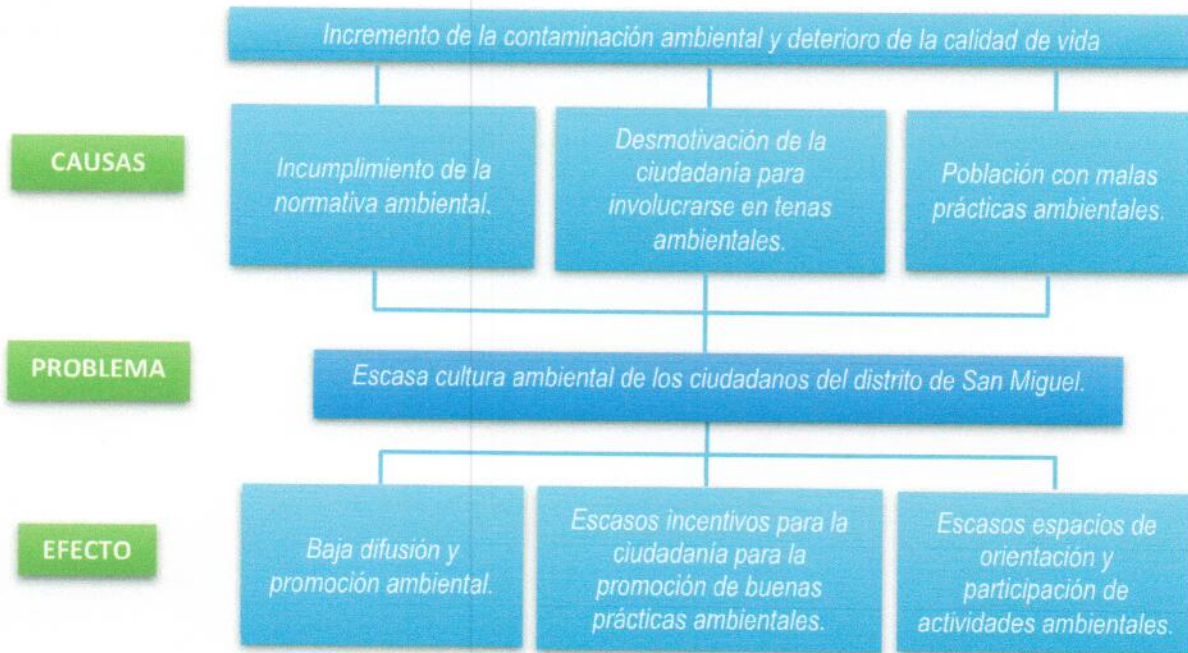 Incremento de la contaminación ambiental y deterioro de la calidad de vida
CAUSAS
Incumplimiento de la
normativa ambiental.
Desmotivación de la
ciudadanía para
involucrarse en tenas
ambientales.
Población con malas
prácticas ambientales.
PROBLEMA
Escasa cultura ambiental de los ciudadanos del distrito de San Miguel.
EFECTO
Baja difusión y
promoción ambiental.
Escasos incentivos para la
ciudadanía para la
promoción de buenas
prácticas ambientales.
Escasos espacios de
orientación y
participación de
actividades ambientales.